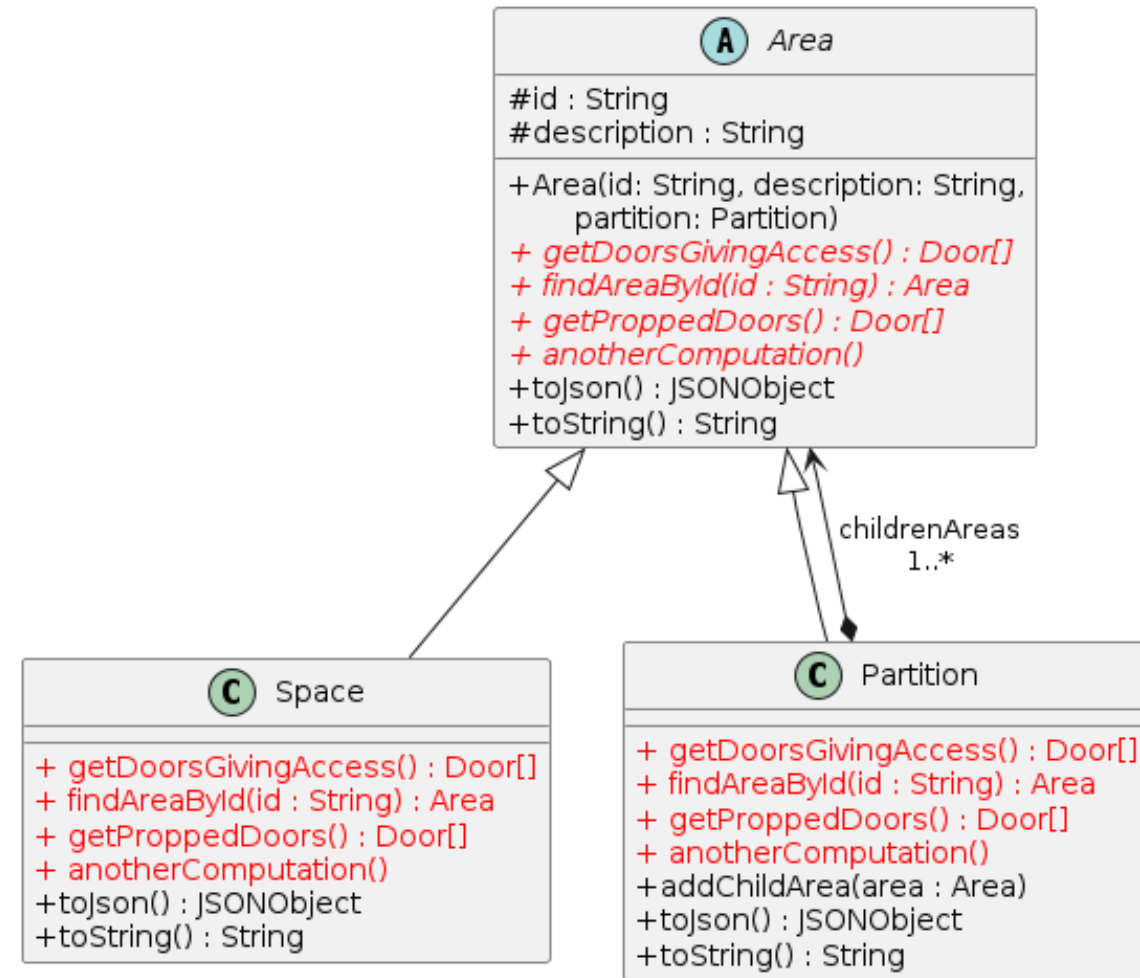 A Area
#id : String
#description : String
+Area(id: String, description: String,
partition: Partition)
+ getDoorsGivingAccess() : Door[]
+ findAreaById(id : String) : Area
+ getProppedDoors() : Door[]
+ anotherComputation()
+toJson() : JSONObject
+toString() : String
childrenAreas
1..*
C Space
+ getDoorsGivingAccess() : Door[]
+ findAreaById(id : String) : Area
+ getProppedDoors() : Door[]
+ anotherComputation()
+toJson() : JSONObject
+toString() : String
C Partition
+ getDoorsGivingAccess() : Door[]
+ findAreaById(id : String) : Area
+ getProppedDoors() : Door[]
+ anotherComputation()
+addChildArea(area : Area)
+toJson() : JSONObject
+toString() : String